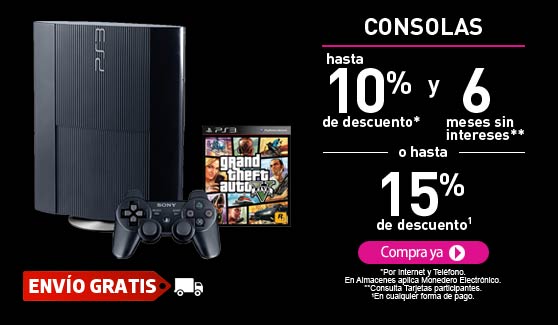 CONSOLAS
hasta
10% y 6
de descuento* meses sin
intereses**
o hasta
15%
de descuento¹
Compra ya
*Por Internet y Teléfono.
En Almacenes aplica Monedero Electrónico.
**Consulta Tarjetas participantes.
¹En cualquier forma de pago.
PS3
PS3
grand
theft
auto
V
SONY
R
ENVÍO GRATIS